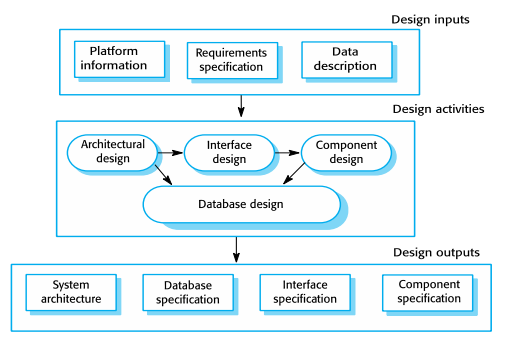 Design inputs
Platform
information
Requirements
specification
Data
description
Design activities
Architectural
design
Interface
design
Component
design
Database design
Design outputs
System
architecture
Database
specification
Interface
specification
Component
specification